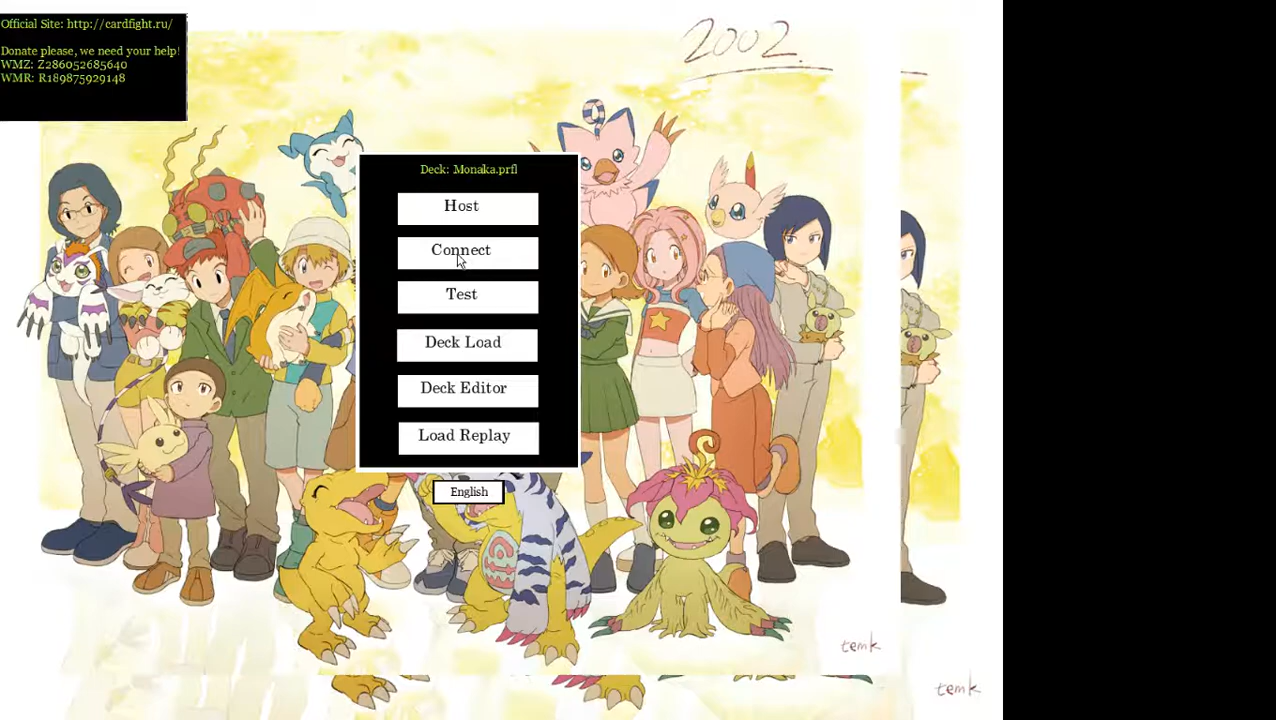 Official Site: http://cardfight.ru/
Donate please, we need your help!
WMZ: Z286052685640
WMR: R189875929148
2002.
Deck: Monaka.prfl
Host
Connect
Test
Deck Load
Deck Editor
Load Replay
English
temk
temk